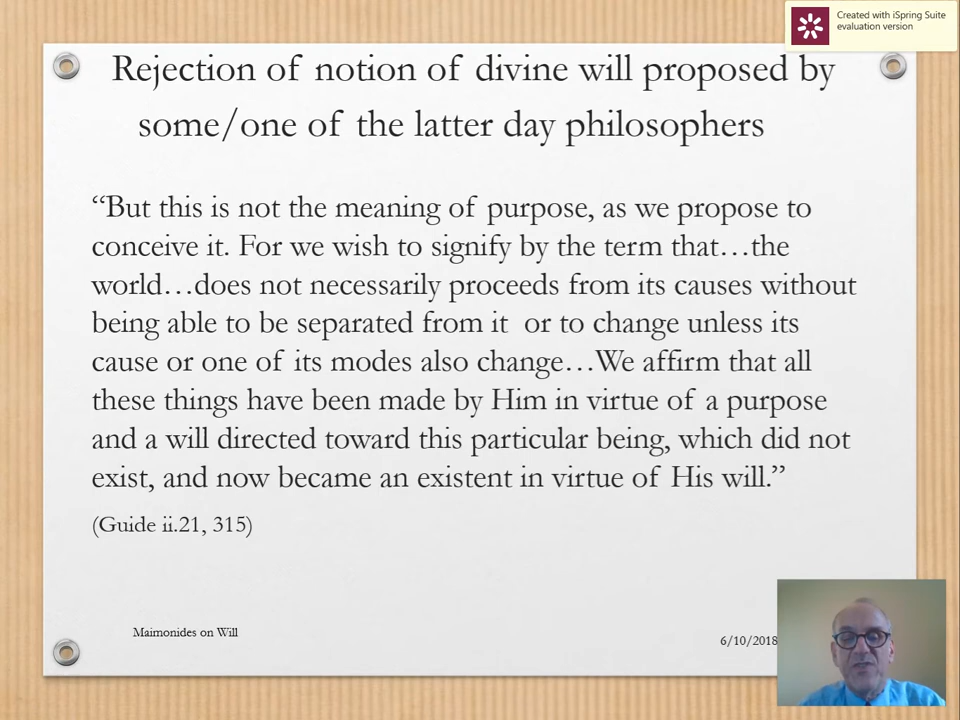 Created with iSpring Suite
evaluation version
Rejection of notion of divine will proposed by
some/one of the latter day philosophers
“But this is not the meaning of purpose, as we propose to
conceive it. For we wish to signify by the term that…the
world…does not necessarily proceeds from its causes without
being able to be separated from it or to change unless its
cause or one of its modes also change…We affirm that all
these things have been made by Him in virtue of a purpose
and a will directed toward this particular being, which did not
exist, and now became an existent in virtue of His will.”
(Guide ii.21, 315)
Maimonides on Will
6/10/2018